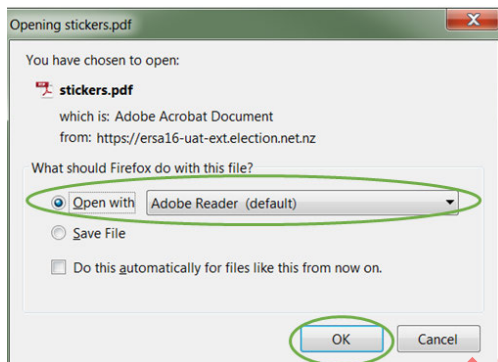 Opening stickers.pdf
You have chosen to open:
stickers.pdf
which is: Adobe Acrobat Document
from: https://ersa16-uat-ext.election.net.nz
What should Firefox do with this file?
Open with Adobe Reader (default)
Save File
Do this automatically for files like this from now on.
OK Cancel